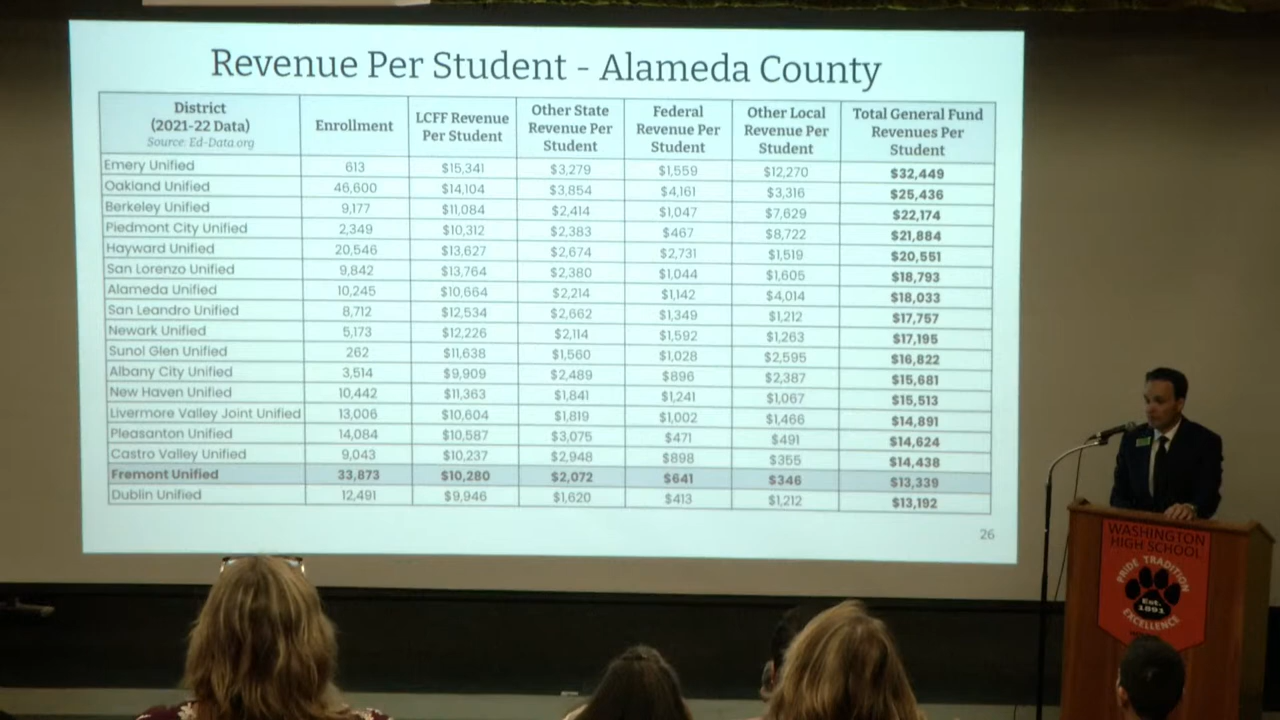 Revenue Per Student - Alameda County
District (2021-22 Data) Source: Ed-Data.org Enrollment LCFF Revenue Per Student Other State Revenue Per Student Federal Revenue Per Student Other Local Revenue Per Student Total General Fund Revenues Per Student
Emery Unified 613 $15,341 $3,279 $1,559 $12,270 $32,449
Oakland Unified 46,600 $14,104 $3,854 $4,161 $3,316 $25,436
Berkeley Unified 9,177 $11,084 $2,414 $1,047 $7,629 $22,174
Piedmont City Unified 2,349 $10,312 $2,383 $467 $8,722 $21,884
Hayward Unified 20,546 $13,627 $2,674 $2,731 $1,519 $20,551
San Lorenzo Unified 9,842 $13,764 $2,380 $1,044 $1,605 $18,793
Alameda Unified 10,245 $10,664 $2,214 $1,142 $4,014 $18,033
San Leandro Unified 8,712 $12,534 $2,662 $1,349 $1,212 $17,757
Newark Unified 5,173 $12,226 $2,114 $1,592 $1,263 $17,195
Sunol Glen Unified 262 $11,638 $1,560 $1,028 $2,595 $16,822
Albany City Unified 3,514 $9,909 $2,489 $896 $2,387 $15,681
New Haven Unified 10,442 $11,363 $1,841 $1,241 $1,067 $15,513
Livermore Valley Joint Unified 13,006 $10,604 $1,819 $1,002 $1,466 $14,891
Pleasanton Unified 14,084 $10,587 $3,075 $471 $491 $14,624
Castro Valley Unified 9,043 $10,237 $2,948 $898 $355 $14,438
Fremont Unified 33,873 $10,280 $2,072 $641 $346 $13,339
Dublin Unified 12,491 $9,946 $1,620 $413 $1,212 $13,192
26
WASHINGTON
HIGH SCHOOL
PRIDE TRADITION
Est.
1891
EXCELLENCE